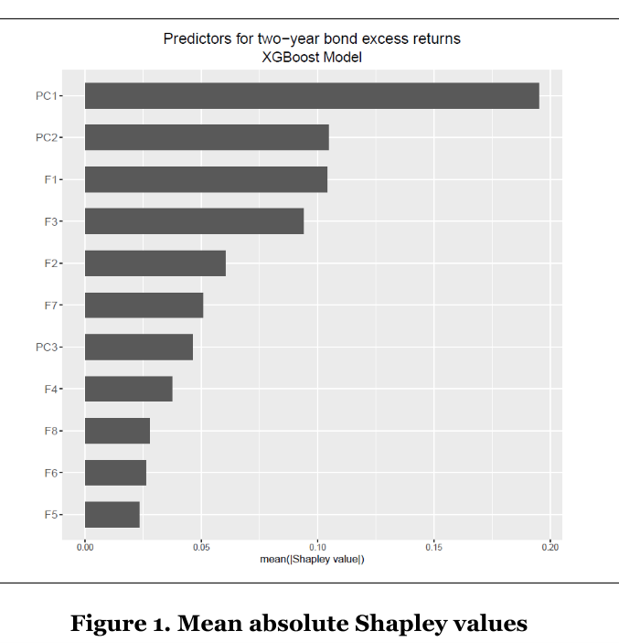 Predictors for two−year bond excess returns
XGBoost Model
PC1
PC2
F1
F3
F2
F7
PC3
F4
F8
F6
F5
0.00 0.05 0.10 0.15 0.20
mean(|Shapley value|)
Figure 1. Mean absolute Shapley values